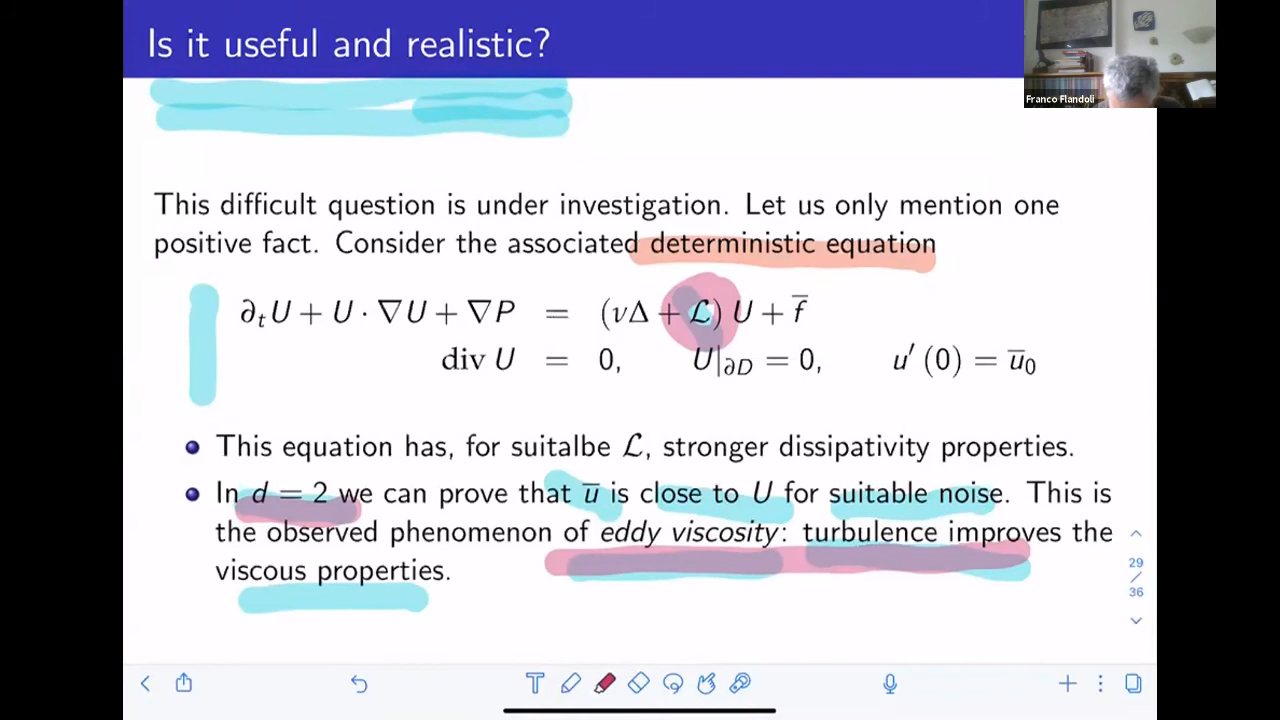 Is it useful and realistic?
Franco Flandoli
This difficult question is under investigation. Let us only mention one
positive fact. Consider the associated deterministic equation
∂ₜU + U · ∇U + ∇P = (νΔ + ℒ) U + f̅
div U = 0, U|∂D = 0, u′ (0) = u̅₀
This equation has, for suitalbe ℒ, stronger dissipativity properties.
In d = 2 we can prove that u̅ is close to U for suitable noise. This is
the observed phenomenon of eddy viscosity: turbulence improves the
viscous properties.
29
/
36